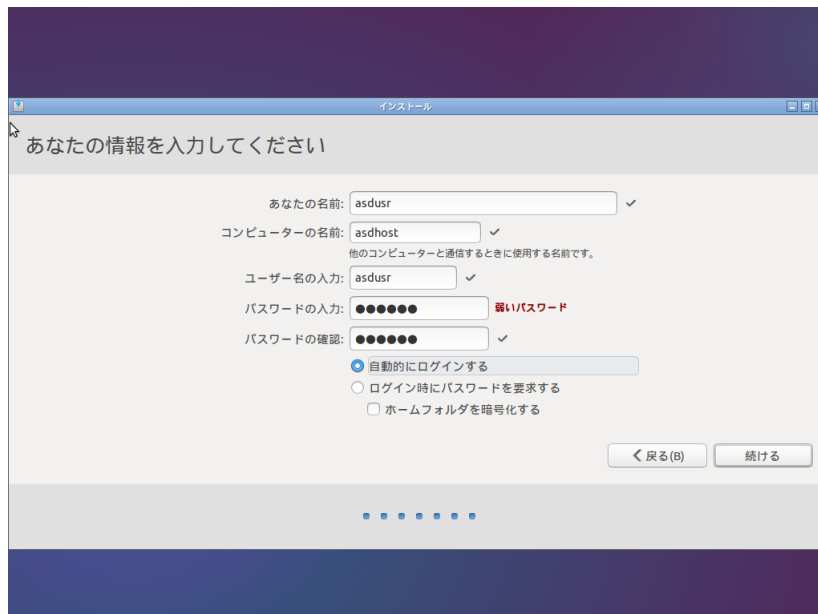 インストール
あなたの情報を入力してください
あなたの名前: asdusr
コンピューターの名前: asdhost
他のコンピューターと通信するときに使用する名前です。
ユーザー名の入力: asdusr
パスワードの入力: ●●●●●● 弱いパスワード
パスワードの確認: ●●●●●●
自動的にログインする
ログイン時にパスワードを要求する
ホームフォルダを暗号化する
戻る(B) 続ける